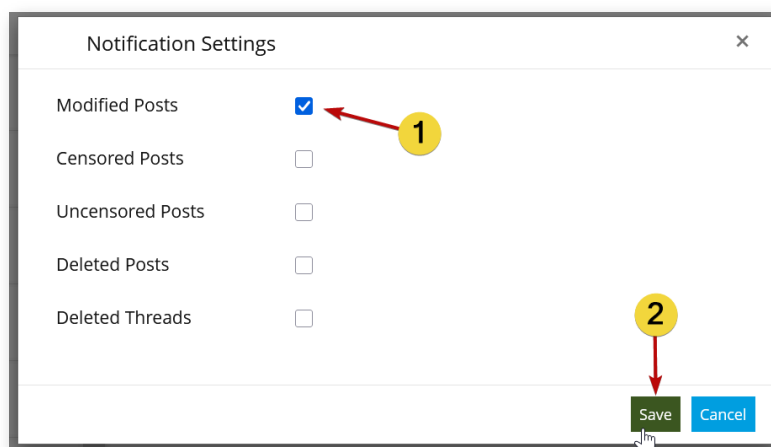 Notification Settings ×
Modified Posts
1
Censored Posts
Uncensored Posts
Deleted Posts
Deleted Threads
2
Save Cancel